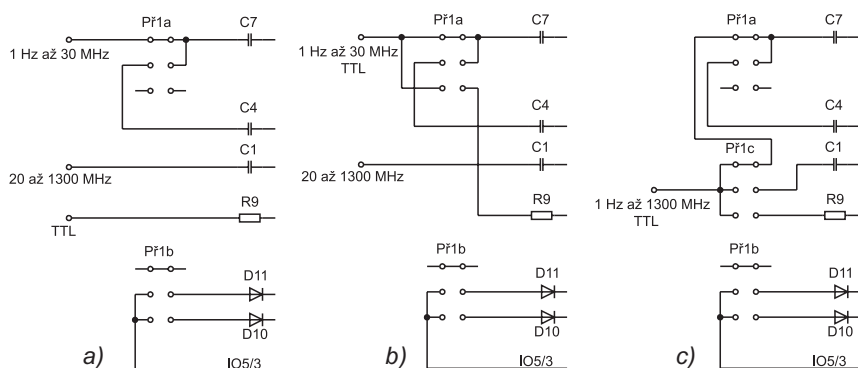 Př1a
C7
1 Hz až 30 MHz
C4
C1
20 až 1300 MHz
R9
TTL
Př1b
D11
D10
a)
IO5/3
Př1a
C7
1 Hz až 30 MHz
TTL
C4
C1
20 až 1300 MHz
R9
Př1b
D11
D10
b)
IO5/3
Př1a
C7
C4
Př1c
C1
1 Hz až 1300 MHz
TTL
R9
Př1b
D11
D10
c)
IO5/3